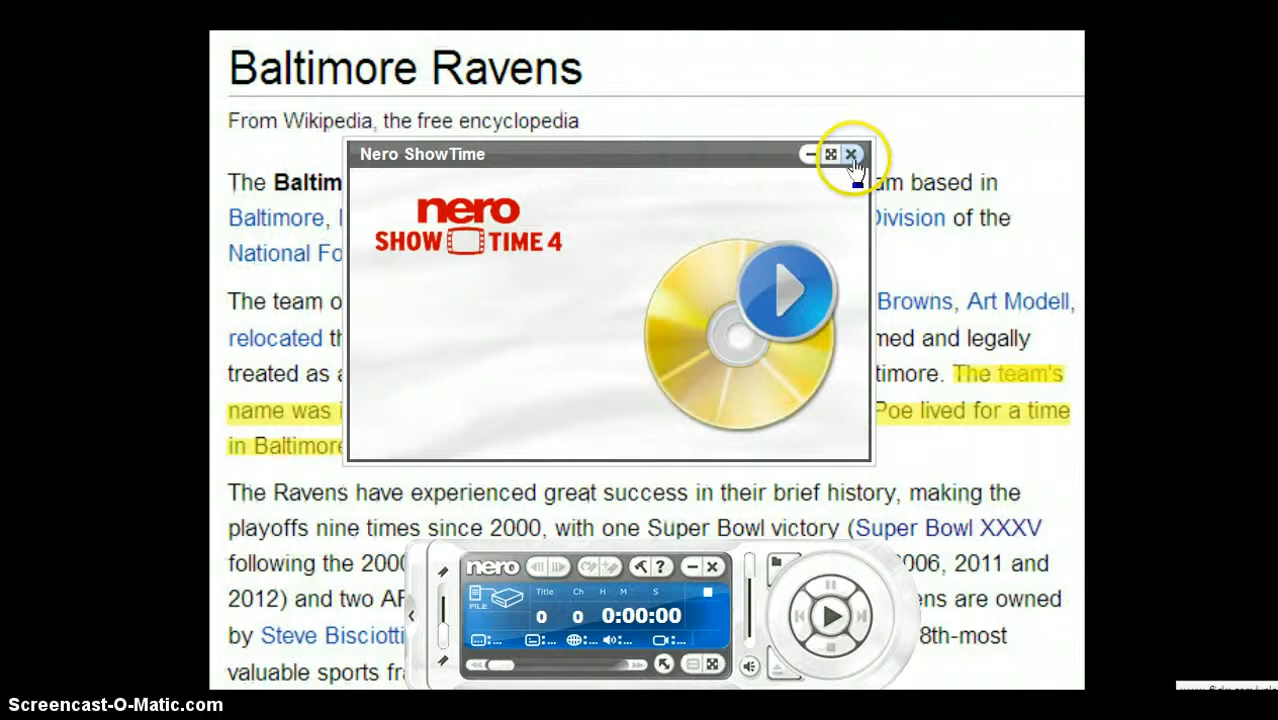 Baltimore Ravens
From Wikipedia, the free encyclopedia
Nero ShowTime
The Baltim am based in
Baltimore, Division of the
nero
SHOW TIME 4
National Fo
The team o Browns, Art Modell,
relocated th med and legally
treated as a timore. The team's
name was i Poe lived for a time
in Baltimore
The Ravens have experienced great success in their brief history, making the
playoffs nine times since 2000, with one Super Bowl victory (Super Bowl XXXV
following the 2000 2006, 2011 and
nero ?
Title Ch H M S
FILE
0 0 0:00:00
2012) and two AF ens are owned
by Steve Bisciotti 8th-most
valuable sports fra
Screencast-O-Matic.com